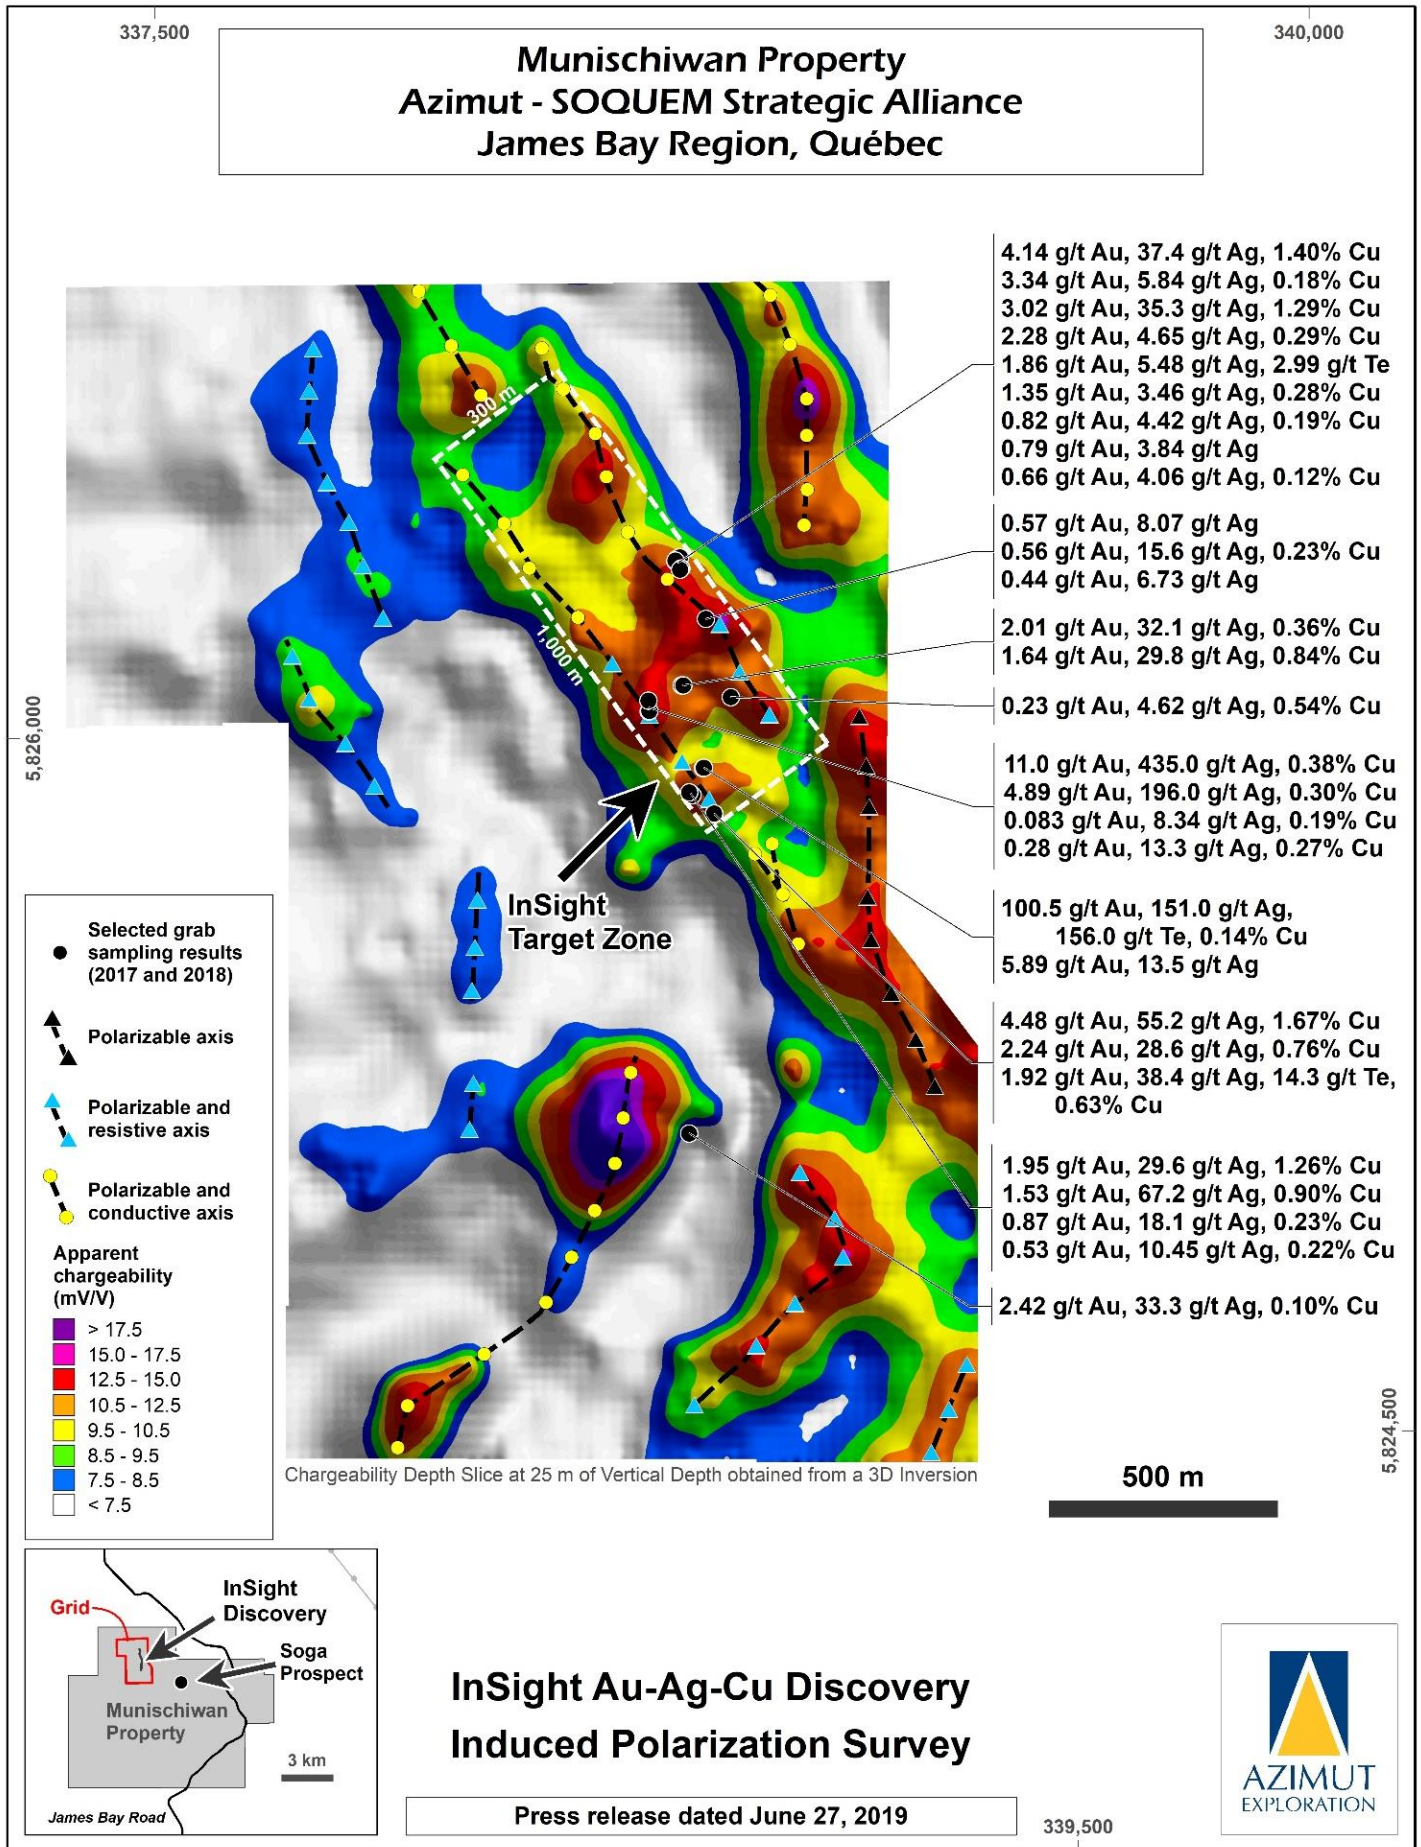 337,500
340,000
Munischiwan Property
Azimut - SOQUEM Strategic Alliance
James Bay Region, Québec
4.14 g/t Au, 37.4 g/t Ag, 1.40% Cu
3.34 g/t Au, 5.84 g/t Ag, 0.18% Cu
3.02 g/t Au, 35.3 g/t Ag, 1.29% Cu
2.28 g/t Au, 4.65 g/t Ag, 0.29% Cu
1.86 g/t Au, 5.48 g/t Ag, 2.99 g/t Te
1.35 g/t Au, 3.46 g/t Ag, 0.28% Cu
0.82 g/t Au, 4.42 g/t Ag, 0.19% Cu
0.79 g/t Au, 3.84 g/t Ag
0.66 g/t Au, 4.06 g/t Ag, 0.12% Cu
0.57 g/t Au, 8.07 g/t Ag
0.56 g/t Au, 15.6 g/t Ag, 0.23% Cu
0.44 g/t Au, 6.73 g/t Ag
2.01 g/t Au, 32.1 g/t Ag, 0.36% Cu
1.64 g/t Au, 29.8 g/t Ag, 0.84% Cu
0.23 g/t Au, 4.62 g/t Ag, 0.54% Cu
11.0 g/t Au, 435.0 g/t Ag, 0.38% Cu
4.89 g/t Au, 196.0 g/t Ag, 0.30% Cu
0.083 g/t Au, 8.34 g/t Ag, 0.19% Cu
0.28 g/t Au, 13.3 g/t Ag, 0.27% Cu
100.5 g/t Au, 151.0 g/t Ag,
156.0 g/t Te, 0.14% Cu
5.89 g/t Au, 13.5 g/t Ag
4.48 g/t Au, 55.2 g/t Ag, 1.67% Cu
2.24 g/t Au, 28.6 g/t Ag, 0.76% Cu
1.92 g/t Au, 38.4 g/t Ag, 14.3 g/t Te,
0.63% Cu
1.95 g/t Au, 29.6 g/t Ag, 1.26% Cu
1.53 g/t Au, 67.2 g/t Ag, 0.90% Cu
0.87 g/t Au, 18.1 g/t Ag, 0.23% Cu
0.53 g/t Au, 10.45 g/t Ag, 0.22% Cu
2.42 g/t Au, 33.3 g/t Ag, 0.10% Cu
300 m
1,000 m
5,826,000
InSight
Target Zone
Selected grab
sampling results
(2017 and 2018)
Polarizable axis
Polarizable and
resistive axis
Polarizable and
conductive axis
Apparent
chargeability
(mV/V)
> 17.5
15.0 - 17.5
12.5 - 15.0
10.5 - 12.5
9.5 - 10.5
8.5 - 9.5
7.5 - 8.5
< 7.5
Chargeability Depth Slice at 25 m of Vertical Depth obtained from a 3D Inversion
500 m
5,824,500
InSight
Discovery
Grid
Soga
Prospect
Munischiwan
Property
3 km
James Bay Road
InSight Au-Ag-Cu Discovery
Induced Polarization Survey
Press release dated June 27, 2019
AZIMUT
EXPLORATION
339,500